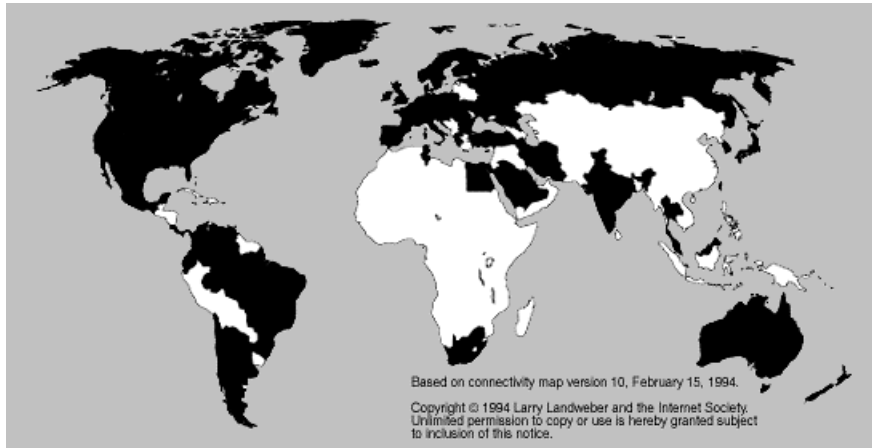 Based on connectivity map version 10, February 15, 1994.
Copyright © 1994 Larry Landweber and the Internet Society.
Unlimited permission to copy or use is hereby granted subject
to inclusion of this notice.